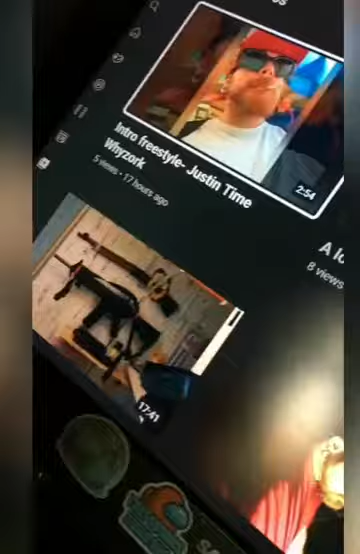 Intro freestyle- Justin Time
Whyzork
5 views · 17 hours ago
2:54
A lo
8 views
17:41